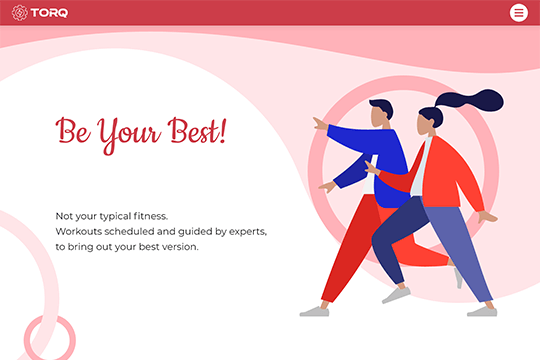 TORQ
Be Your Best!
Not your typical fitness.
Workouts scheduled and guided by experts,
to bring out your best version.